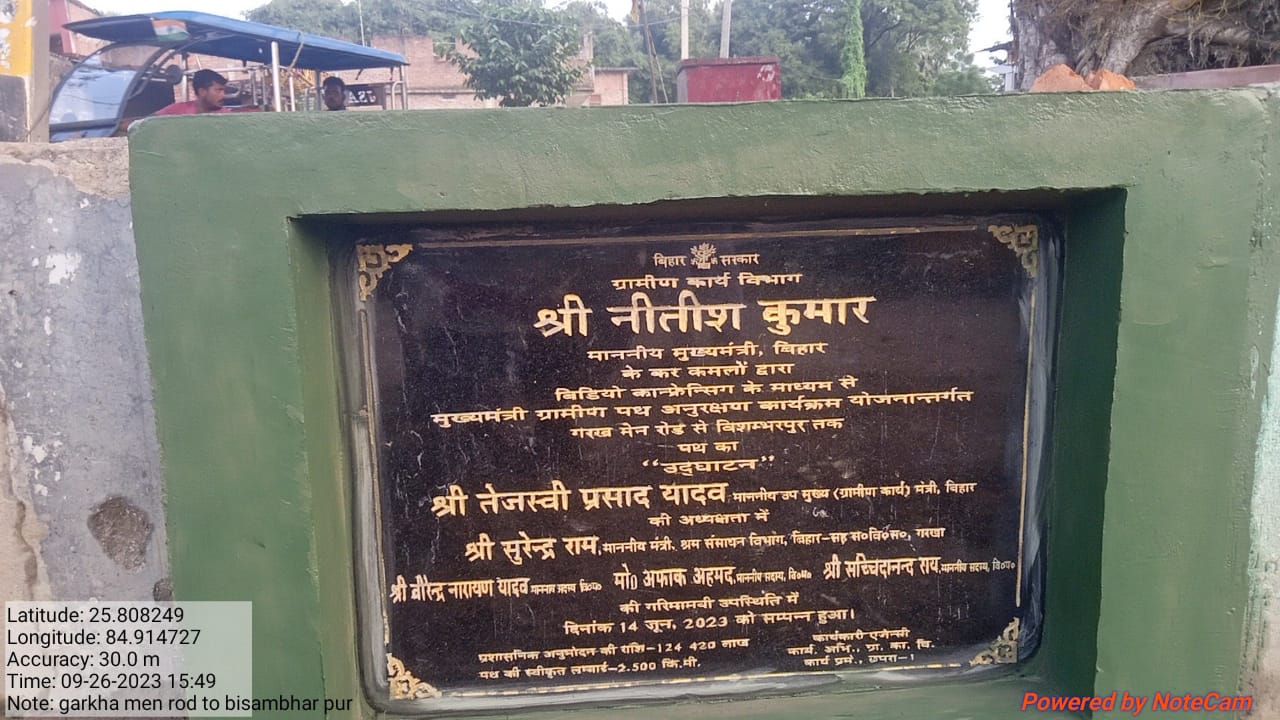 बिहार सरकार
ग्रामीण कार्य विभाग
श्री नीतीश कुमार
माननीय मुख्यमंत्री, बिहार
के कर कमलों द्वारा
विडियो कान्फ्रेन्सिग के माध्यम से
मुख्यमंत्री ग्रामीण पथ अनुरक्षण कार्यक्रम योजनान्तर्गत
गरख मेन रोड से विशम्भरपुर तक
पथ का
“उद्घाटन”
श्री तेजस्वी प्रसाद यादव माननीय उप मुख्य (ग्रामीण कार्य) मंत्री, बिहार
की अध्यक्षता में
श्री सुरेन्द्र राम, माननीय मंत्री, श्रम संसाधन विभाग, बिहार-सह स०वि०स०, गरखा
श्री वीरेन्द्र नारायण यादव माननीय सदस्य वि०प० मो0 अफाक अहमद, माननीय सदस्य, वि०प० श्री सच्चिदानन्द राय, माननीय सदस्य, वि०प०
की गरिमामयी उपस्थिति में
दिनांक 14 जून, 2023 को सम्पन्न हुआ।
प्रशासनिक अनुमोदन की राशि-124.420 लाख
पथ की स्वीकृत लम्बाई-2.500 कि.मी.
कार्यकारी एजेन्सी
कार्य. अभि., ग्रा. का. वि.
कार्य प्रमं., छपरा-1
Latitude: 25.808249
Longitude: 84.914727
Accuracy: 30.0 m
Time: 09-26-2023 15:49
Note: garkha men rod to bisambhar pur
Powered by NoteCam